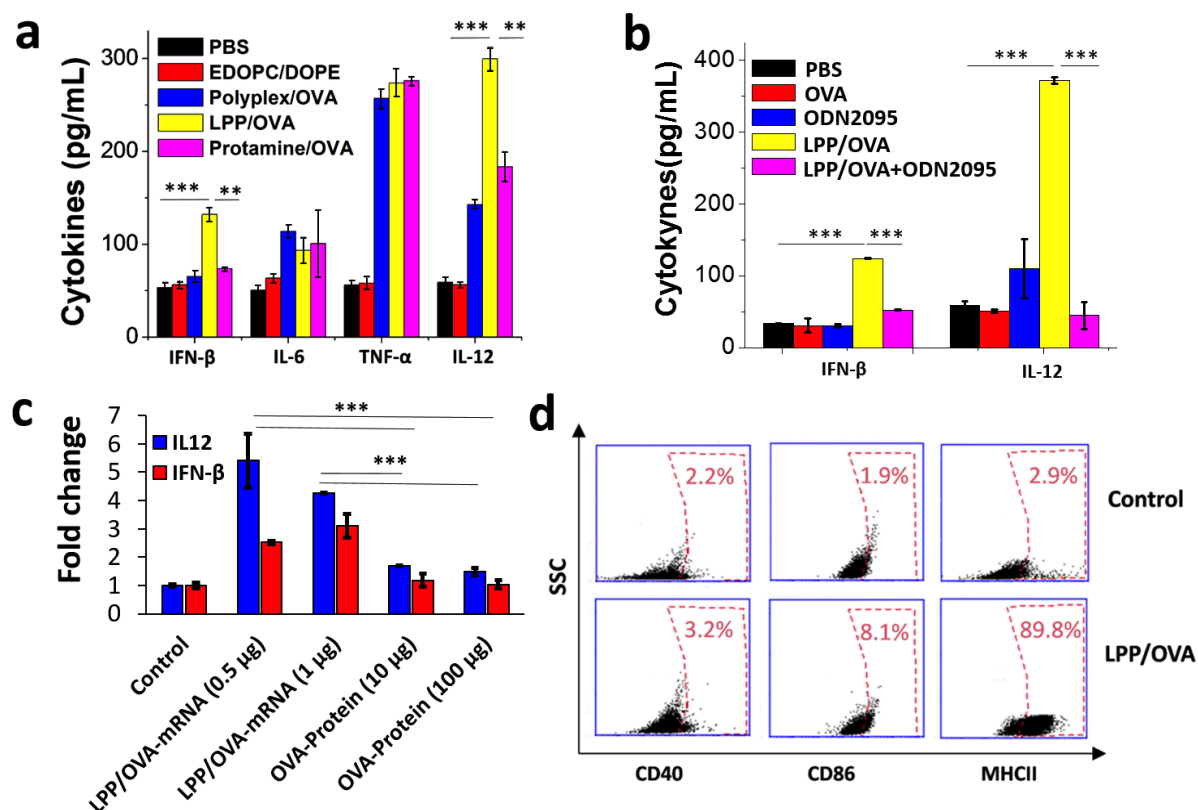 a
Cytokines (pg/mL)
300
200
100
0
PBS
EDOPC/DOPE
Polyplex/OVA
LPP/OVA
Protamine/OVA
*** **
*** **
IFN-β IL-6 TNF-α IL-12
b
Cytokynes(pg/mL)
400
300
200
100
0
PBS
OVA
ODN2095
LPP/OVA
LPP/OVA+ODN2095
*** ***
*** ***
IFN-β IL-12
c
Fold change
7
6
5
4
3
2
1
0
IL12
IFN-β
***
***
Control
LPP/OVA-mRNA (0.5 µg)
LPP/OVA-mRNA (1 µg)
OVA-Protein (10 µg)
OVA-Protein (100 µg)
d
SSC
2.2% 1.9% 2.9%
Control
3.2% 8.1% 89.8%
LPP/OVA
CD40 CD86 MHCII